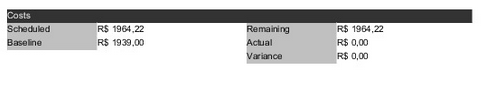 Costs
Scheduled R$ 1964,22 Remaining R$ 1964,22
Baseline R$ 1939,00 Actual R$ 0,00
Variance R$ 0,00